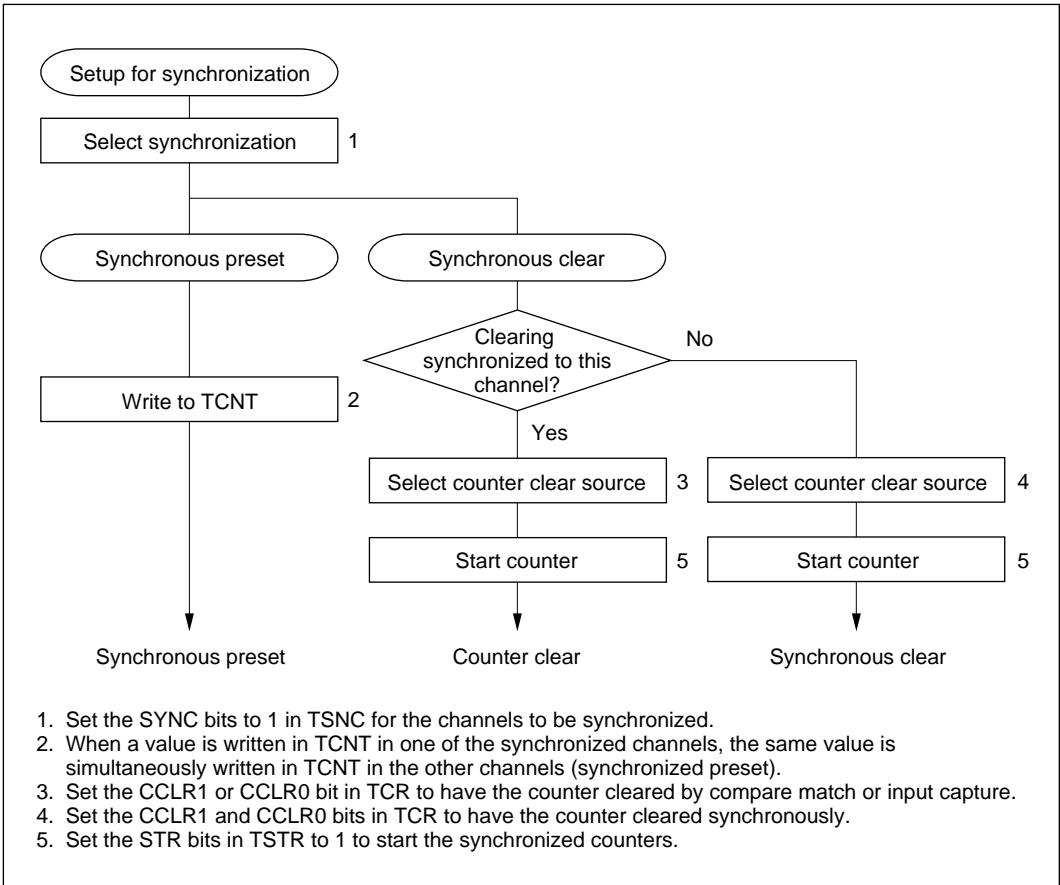 Setup for synchronization
Select synchronization 1
Synchronous preset
Synchronous clear
Clearing
synchronized to this
channel?
No
Yes
Write to TCNT 2
Select counter clear source 3
Select counter clear source 4
Start counter 5
Start counter 5
Synchronous preset
Counter clear
Synchronous clear
1. Set the SYNC bits to 1 in TSNC for the channels to be synchronized.
2. When a value is written in TCNT in one of the synchronized channels, the same value is
simultaneously written in TCNT in the other channels (synchronized preset).
3. Set the CCLR1 or CCLR0 bit in TCR to have the counter cleared by compare match or input capture.
4. Set the CCLR1 and CCLR0 bits in TCR to have the counter cleared synchronously.
5. Set the STR bits in TSTR to 1 to start the synchronized counters.